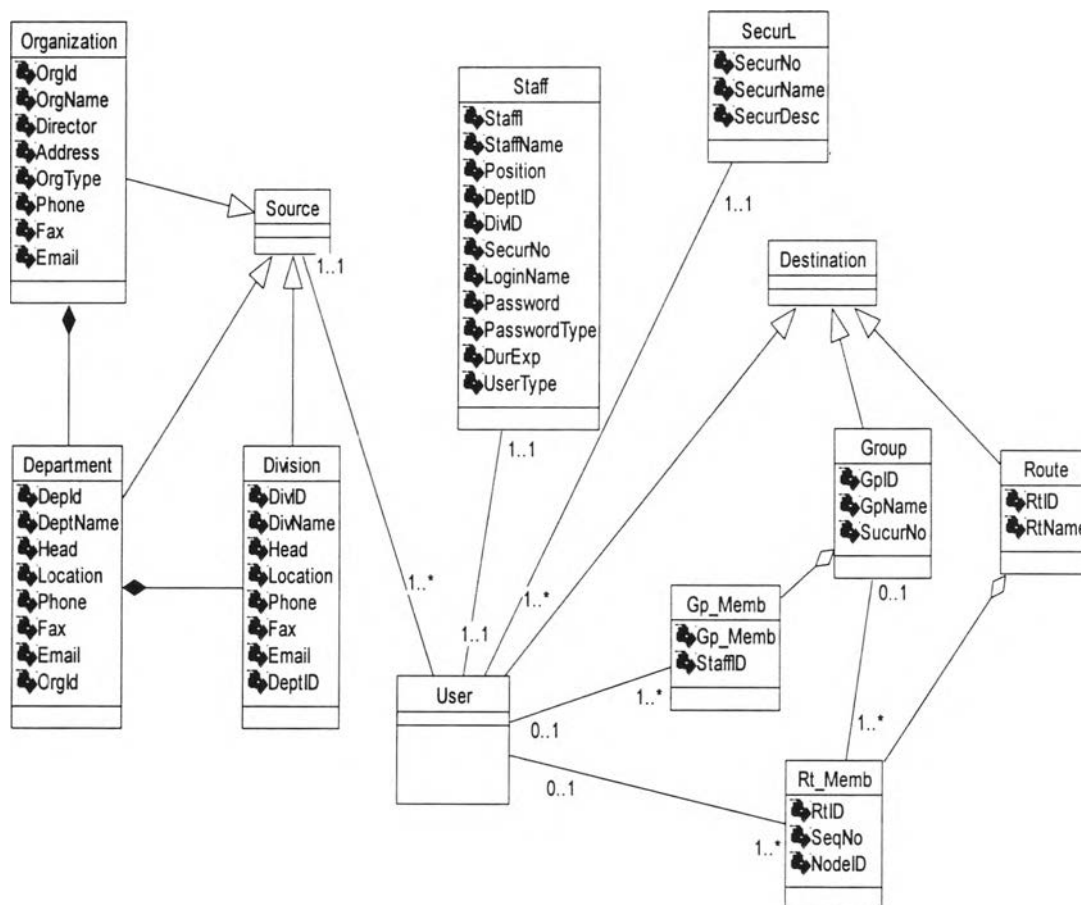 Organization
OrgId
OrgName
Director
Address
OrgType
Phone
Fax
Email
Source
1..1
Staff
StaffI
StaffName
Position
DeptID
DivID
SecurNo
LoginName
Password
PasswordType
DurExp
UserType
1..1
SecurL
SecurNo
SecurName
SecurDesc
1..1
Destination
Department
DepId
DeptName
Head
Location
Phone
Fax
Email
OrgId
Division
DivID
DivName
Head
Location
Phone
Fax
Email
DeptID
Group
GpID
GpName
SucurNo
0..1
Route
RtID
RtName
1..*
1..1
1..*
User
0..1
0..1
Gp_Memb
Gp_Memb
StaffID
1..*
1..*
Rt_Memb
RtID
SeqNo
NodeID
1..*